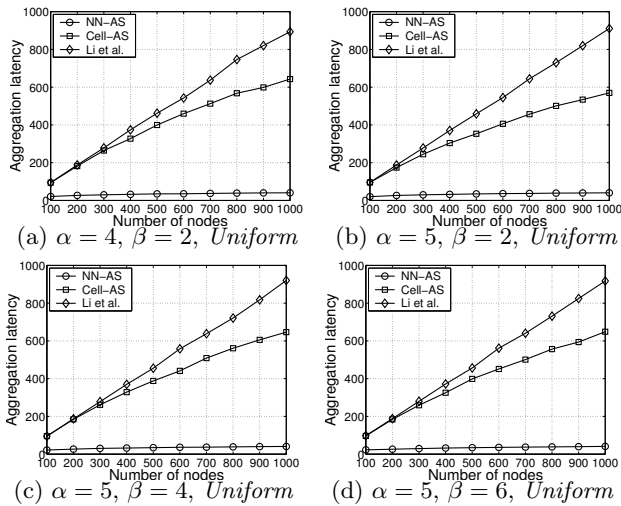 1000
800
600
400
200
0
Aggregation latency
NN-AS
Cell-AS
Li et al.
100 200 300 400 500 600 700 800 900 1000
Number of nodes
(a) α = 4, β = 2, Uniform
1000
800
600
400
200
0
Aggregation latency
NN-AS
Cell-AS
Li et al.
100 200 300 400 500 600 700 800 900 1000
Number of nodes
(b) α = 5, β = 2, Uniform
1000
800
600
400
200
0
Aggregation latency
NN-AS
Cell-AS
Li et al.
100 200 300 400 500 600 700 800 900 1000
Number of nodes
(c) α = 5, β = 4, Uniform
1000
800
600
400
200
0
Aggregation latency
NN-AS
Cell-AS
Li et al.
100 200 300 400 500 600 700 800 900 1000
Number of nodes
(d) α = 5, β = 6, Uniform